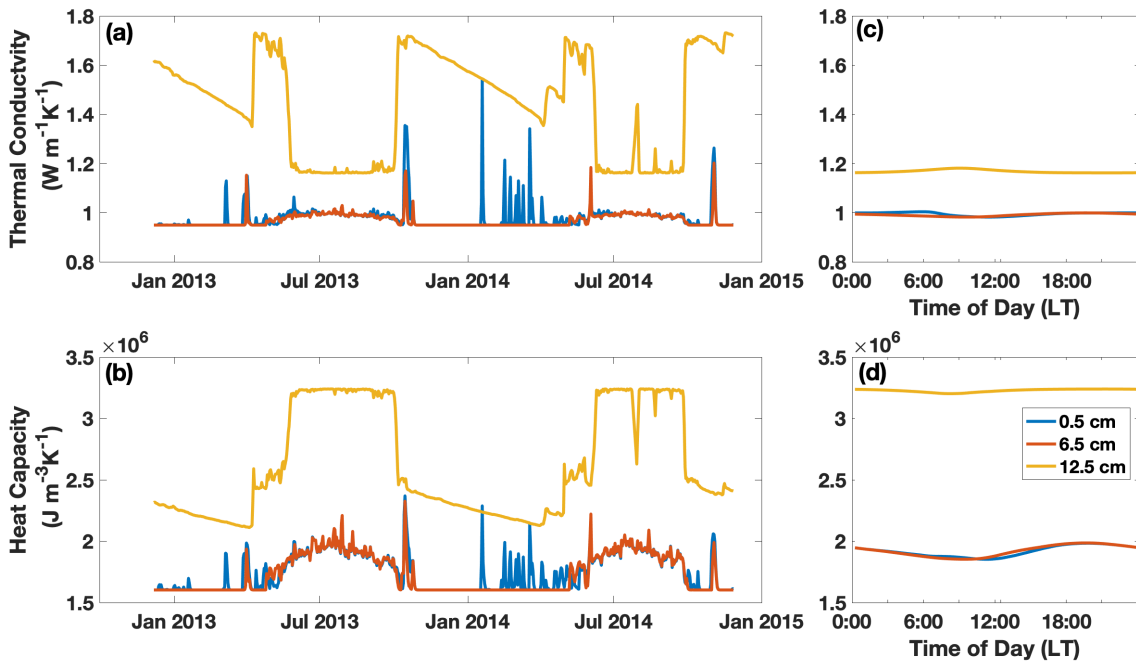 (a)
1.8
1.6
1.4
1.2
1
0.8
Thermal Conductvity
(W m⁻¹K⁻¹)
Jan 2013
Jul 2013
Jan 2014
Jul 2014
Jan 2015
(c)
1.8
1.6
1.4
1.2
1
0.8
0:00
6:00
12:00
18:00
Time of Day (LT)
×10⁶
(b)
3.5
3
2.5
2
1.5
Heat Capacity
(J m⁻³K⁻¹)
Jan 2013
Jul 2013
Jan 2014
Jul 2014
Jan 2015
×10⁶
(d)
3.5
3
2.5
2
1.5
0.5 cm
6.5 cm
12.5 cm
0:00
6:00
12:00
18:00
Time of Day (LT)